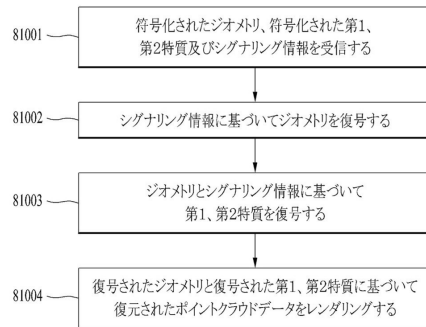 81001
符号化されたジオメトリ、符号化された第1、
第2特質及びシグナリング情報を受信する
81002
シグナリング情報に基づいてジオメトリを復号する
81003
ジオメトリとシグナリング情報に基づいて
第1、第2特質を復号する
81004
復号されたジオメトリと復号された第1、第2特質に基づいて
復元されたポイントクラウドデータをレンダリングする